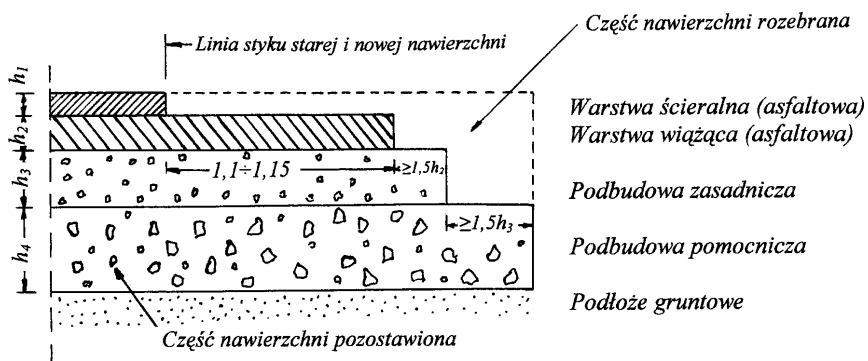 Część nawierzchni rozebrana
Linia styku starej i nowej nawierzchni
h₁
Warstwa ścieralna (asfaltowa)
h₂
Warstwa wiążąca (asfaltowa)
h₃
1,1÷1,15
≥1,5h₂
Podbudowa zasadnicza
h₄
≥1,5h₃
Podbudowa pomocnicza
Podłoże gruntowe
Część nawierzchni pozostawiona